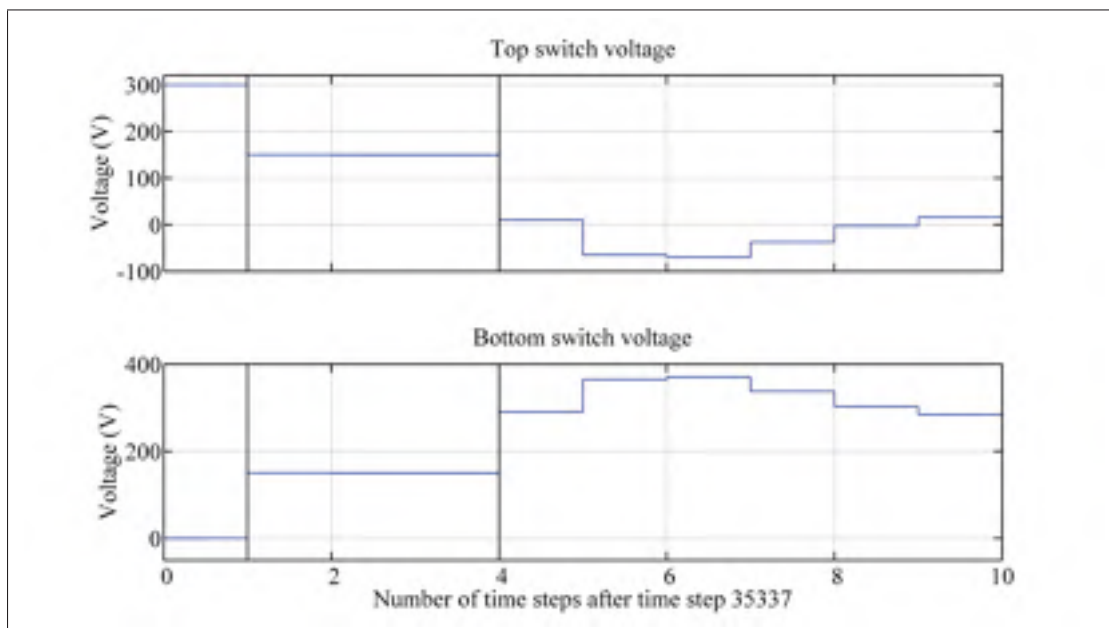 Top switch voltage
300
200
100
0
-100
Voltage (V)
Bottom switch voltage
400
200
0
Voltage (V)
0 2 4 6 8 10
Number of time steps after time step 35337